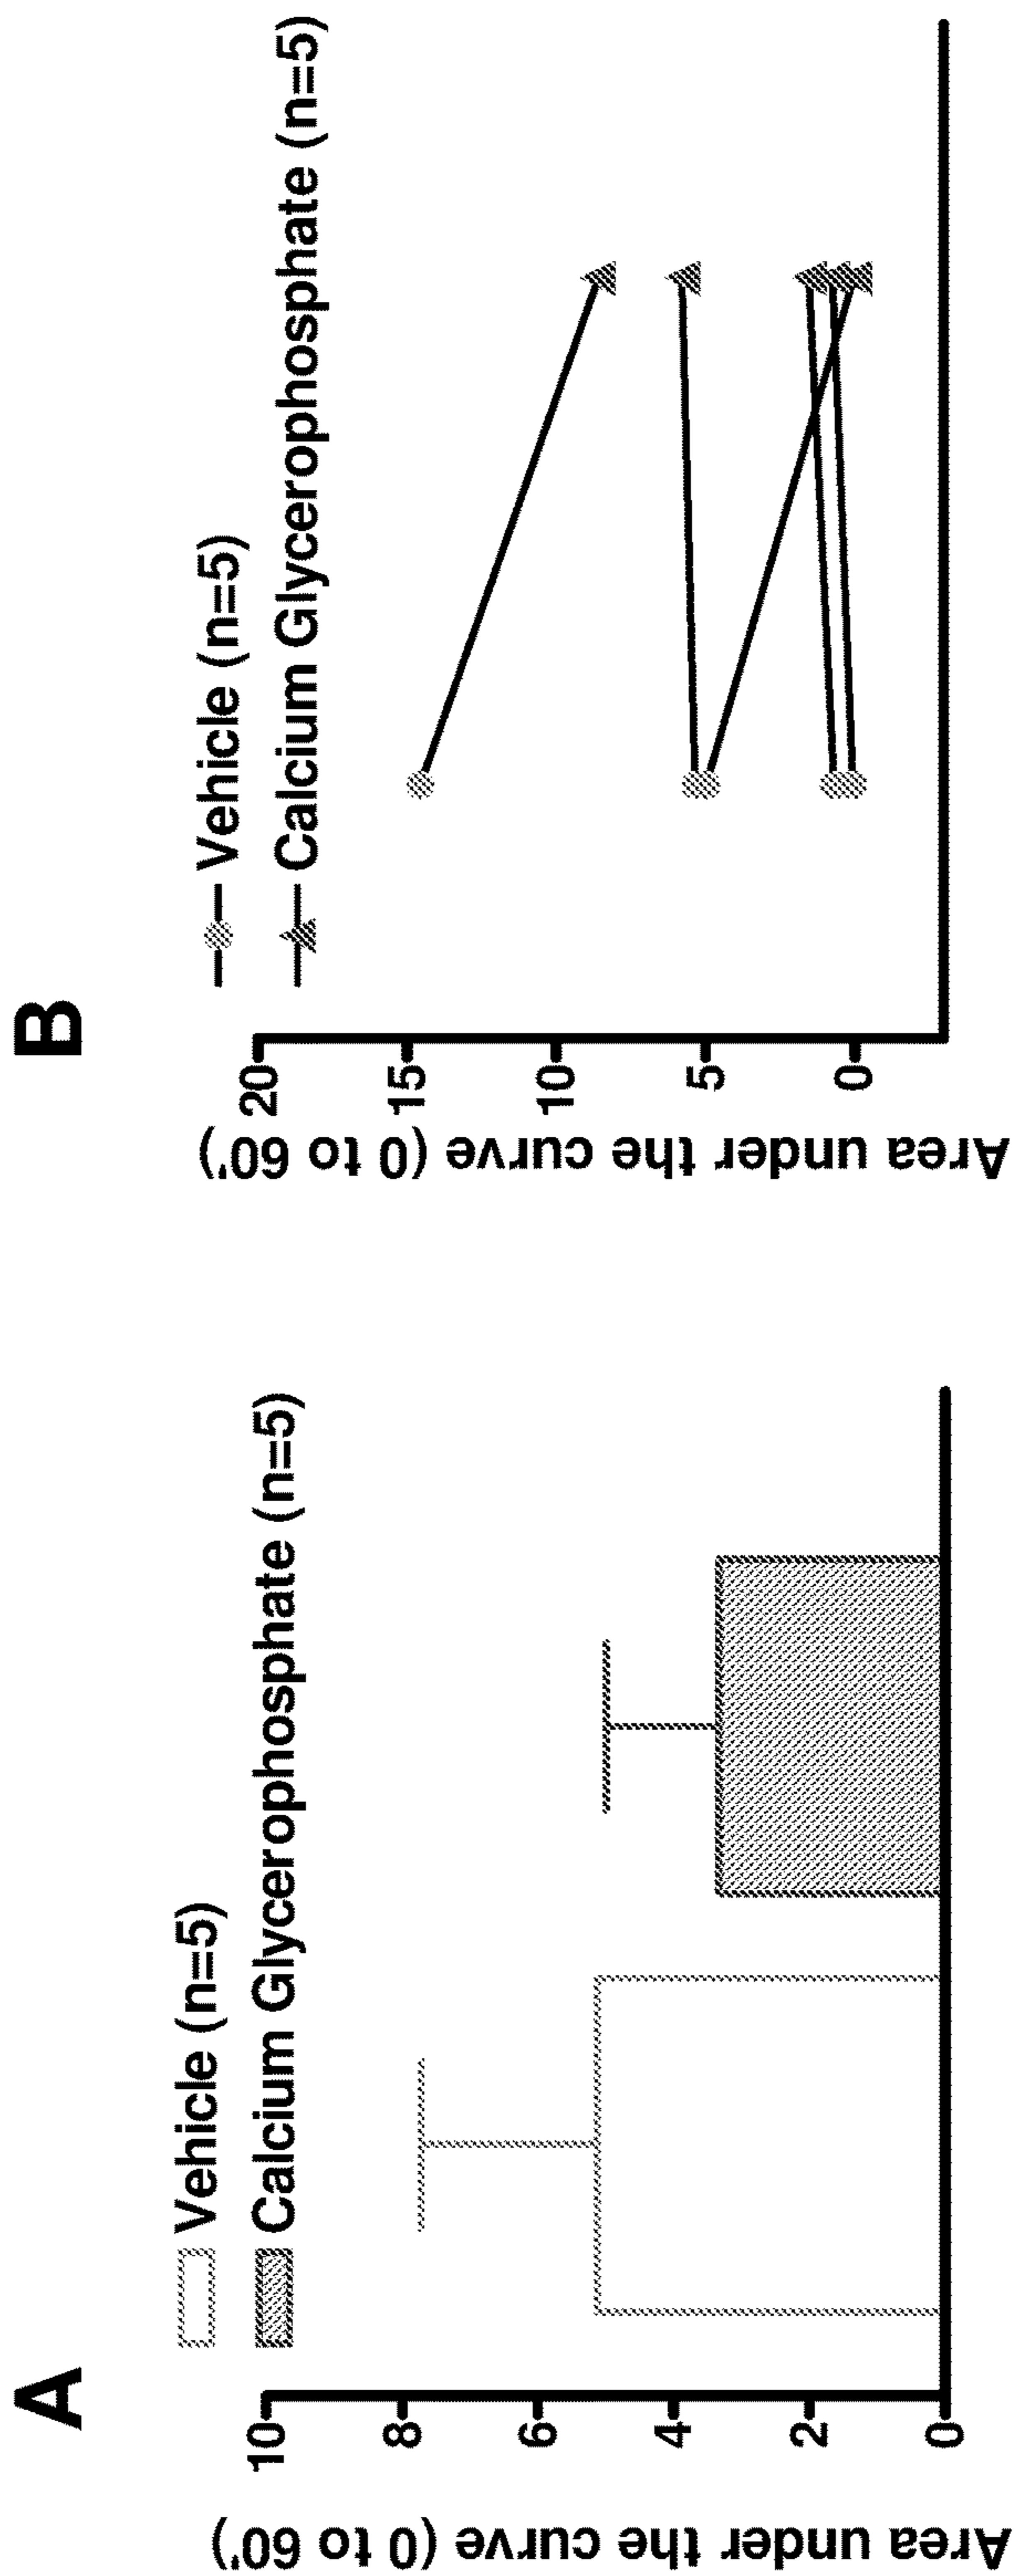 A
Vehicle (n=5)
Calcium Glycerophosphate (n=5)
Area under the curve (0 to 60')
10
8
6
4
2
0
B
Vehicle (n=5)
Calcium Glycerophosphate (n=5)
Area under the curve (0 to 60')
20
15
10
5
0